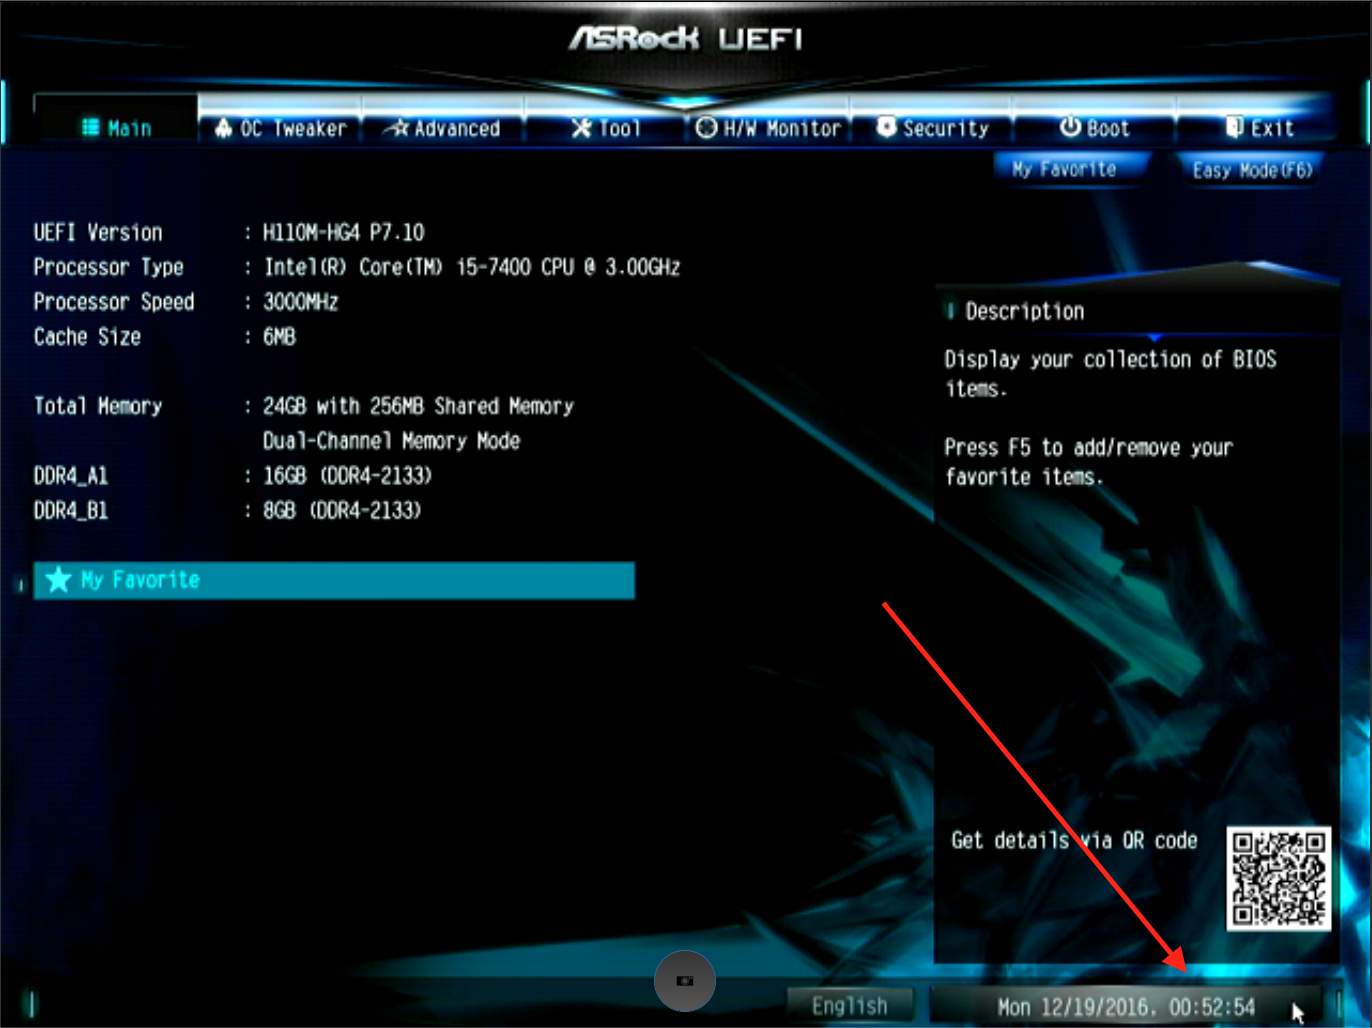 ASRock UEFI
Main OC Tweaker Advanced Tool H/W Monitor Security Boot Exit
My Favorite Easy Mode(F6)
UEFI Version : H110M-HG4 P7.10
Processor Type : Intel(R) Core(TM) i5-7400 CPU @ 3.00GHz
Processor Speed : 3000MHz
Cache Size : 6MB
Total Memory : 24GB with 256MB Shared Memory
Dual-Channel Memory Mode
DDR4_A1 : 16GB (DDR4-2133)
DDR4_B1 : 8GB (DDR4-2133)
My Favorite
Description
Display your collection of BIOS
items.
Press F5 to add/remove your
favorite items.
Get details via QR code
English
Mon 12/19/2016. 00:52:54